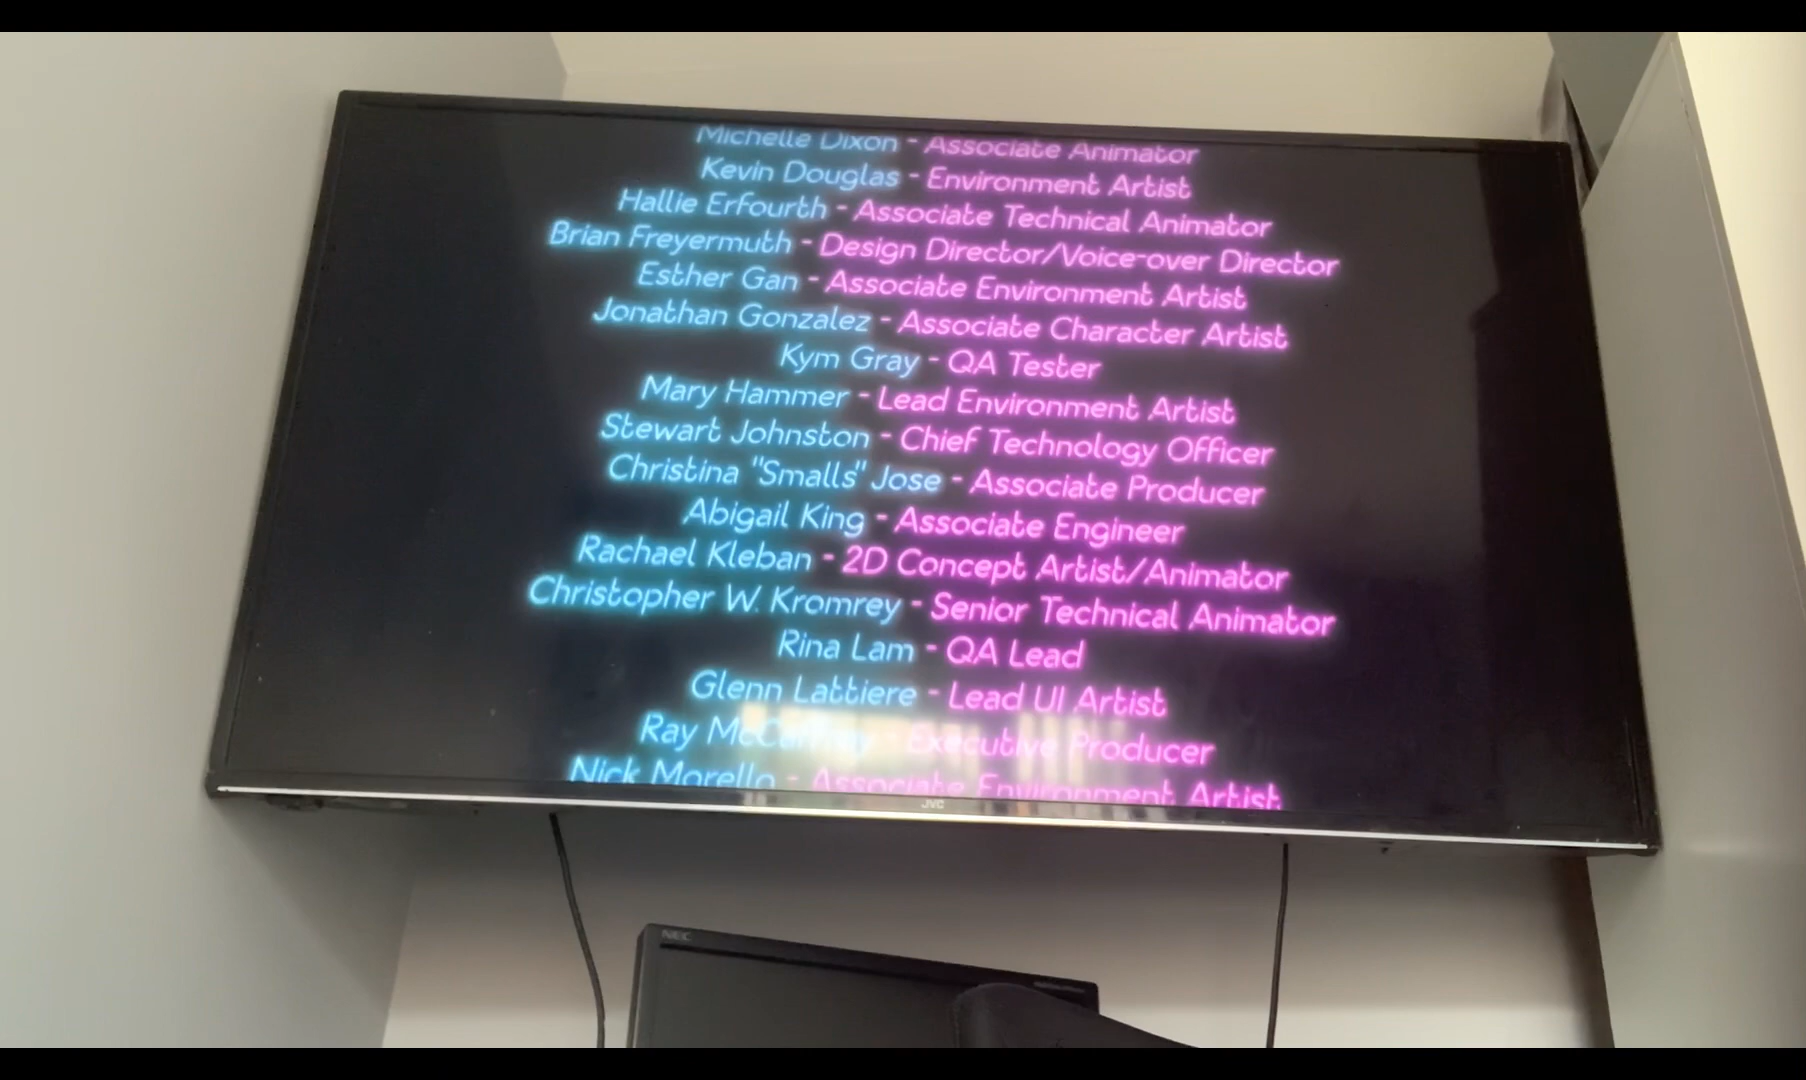 Michelle Dixon - Associate Animator
Kevin Douglas - Environment Artist
Hallie Erfourth - Associate Technical Animator
Brian Freyermuth - Design Director/Voice-over Director
Esther Gan - Associate Environment Artist
Jonathan Gonzalez - Associate Character Artist
Kym Gray - QA Tester
Mary Hammer - Lead Environment Artist
Stewart Johnston - Chief Technology Officer
Christina "Smalls" Jose - Associate Producer
Abigail King - Associate Engineer
Rachael Kleban - 2D Concept Artist/Animator
Christopher W. Kromrey - Senior Technical Animator
Rina Lam - QA Lead
Glenn Lattiere - Lead UI Artist
Ray McCaffrey - Executive Producer
Nick Morello - Associate Environment Artist
JVC
NEC